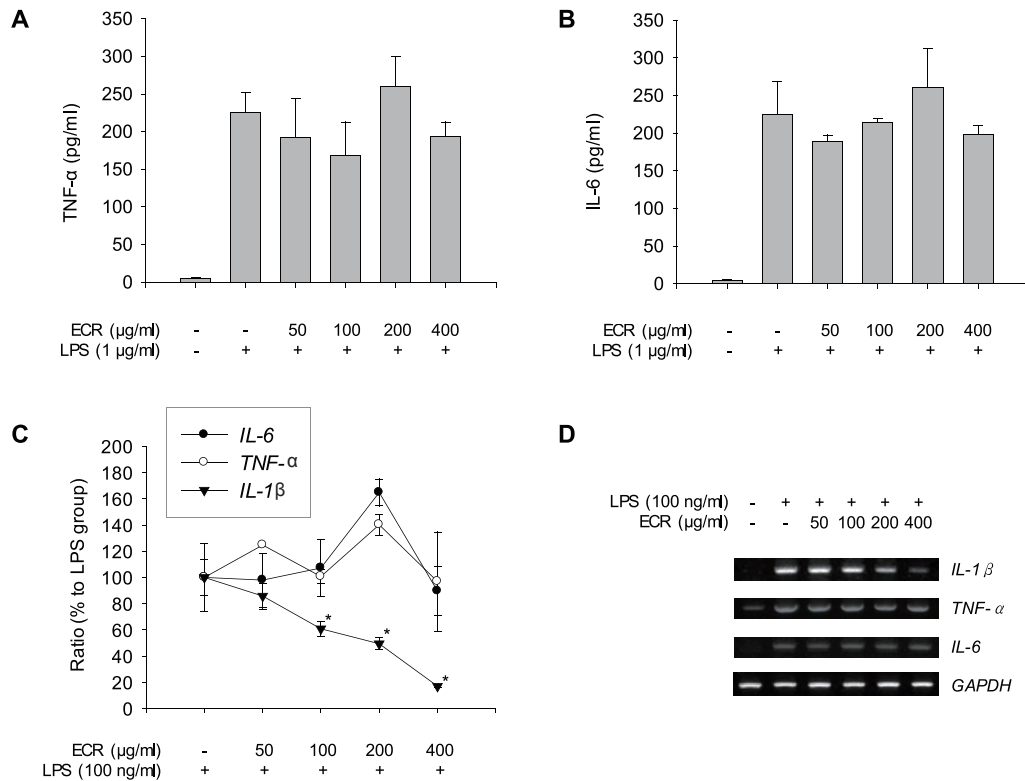 A
TNF-α (pg/ml)
350
300
250
200
150
100
50
0
ECR (µg/ml) - - 50 100 200 400
LPS (1 µg/ml) - + + + + +
B
IL-6 (pg/ml)
350
300
250
200
150
100
50
0
ECR (µg/ml) - - 50 100 200 400
LPS (1 µg/ml) - + + + + +
C
IL-6
TNF-α
IL-1β
Ratio (% to LPS group)
200
180
160
140
120
100
80
60
40
20
0
*
*
*
ECR (µg/ml) - 50 100 200 400
LPS (100 ng/ml) + + + + +
D
LPS (100 ng/ml) - + + + + +
ECR (µg/ml) - - 50 100 200 400
IL-1β
TNF-α
IL-6
GAPDH